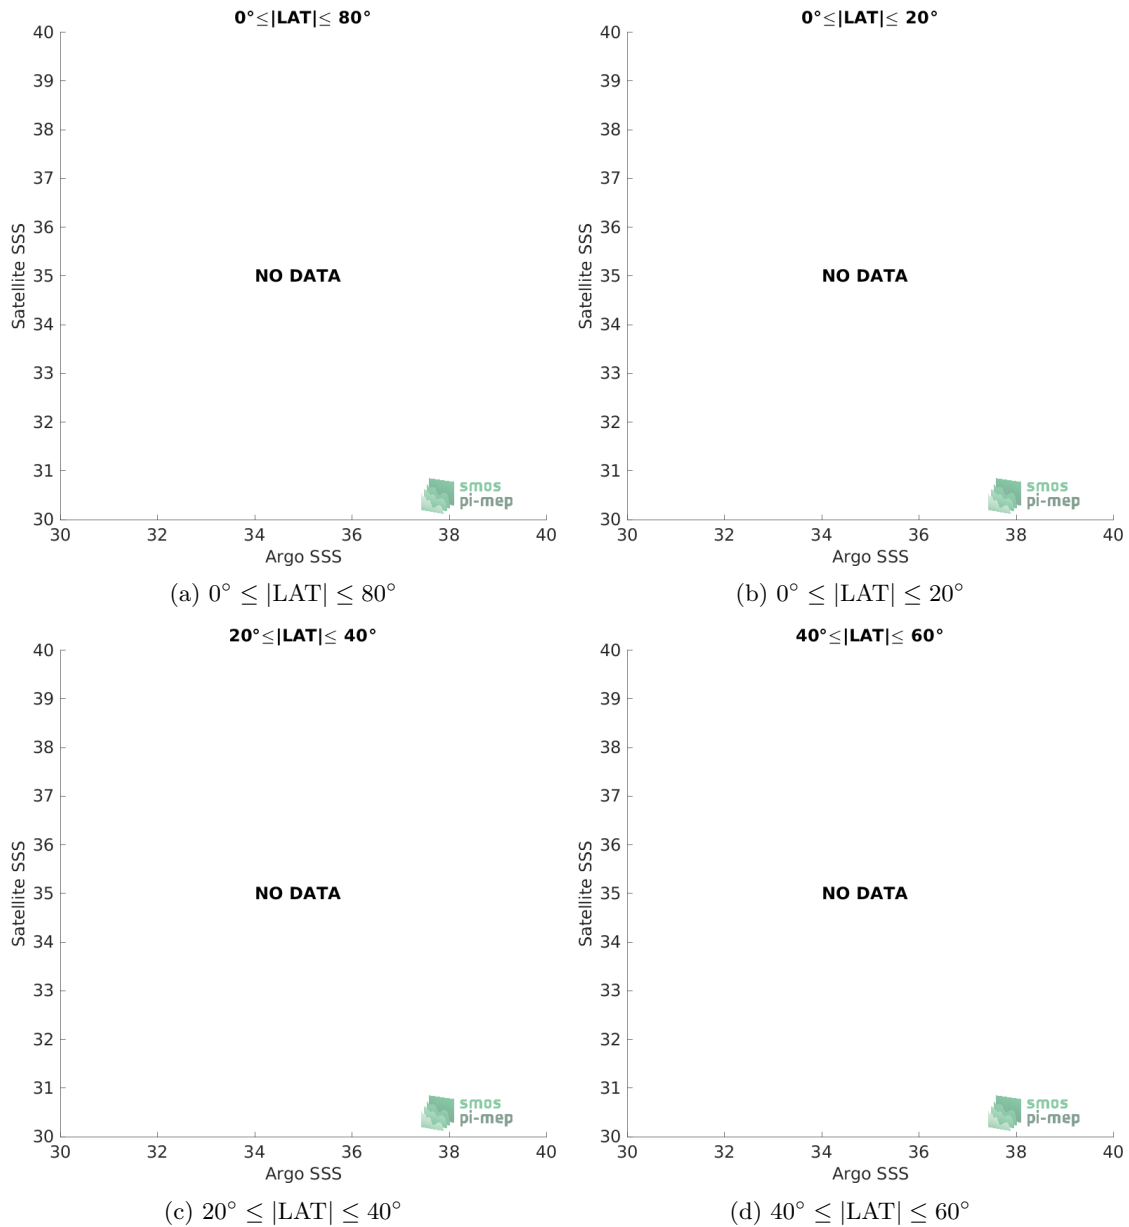 0°≤|LAT|≤ 80°
40
39
38
37
36
35
34
33
32
31
30
Satellite SSS
NO DATA
smos
pi-mep
30 32 34 36 38 40
Argo SSS
(a) 0° ≤ |LAT| ≤ 80°
0°≤|LAT|≤ 20°
40
39
38
37
36
35
34
33
32
31
30
Satellite SSS
NO DATA
smos
pi-mep
30 32 34 36 38 40
Argo SSS
(b) 0° ≤ |LAT| ≤ 20°
20°≤|LAT|≤ 40°
40
39
38
37
36
35
34
33
32
31
30
Satellite SSS
NO DATA
smos
pi-mep
30 32 34 36 38 40
Argo SSS
(c) 20° ≤ |LAT| ≤ 40°
40°≤|LAT|≤ 60°
40
39
38
37
36
35
34
33
32
31
30
Satellite SSS
NO DATA
smos
pi-mep
30 32 34 36 38 40
Argo SSS
(d) 40° ≤ |LAT| ≤ 60°